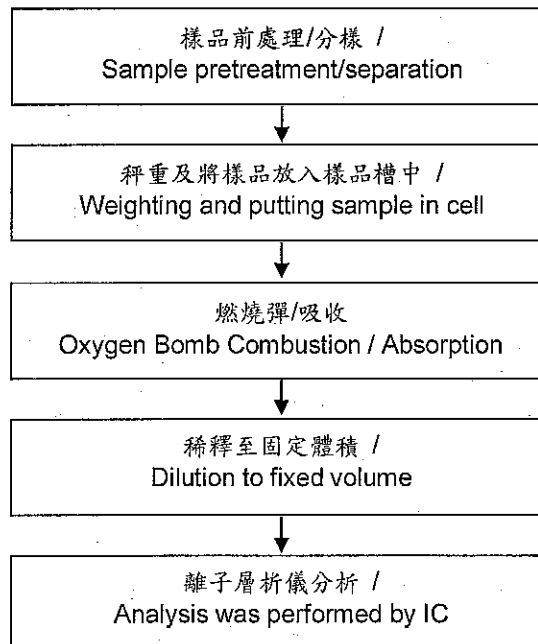 樣品前處理/分樣 /
Sample pretreatment/separation
秤重及將樣品放入樣品槽中 /
Weighting and putting sample in cell
燃燒彈/吸收
Oxygen Bomb Combustion / Absorption
稀釋至固定體積 /
Dilution to fixed volume
離子層析儀分析 /
Analysis was performed by IC